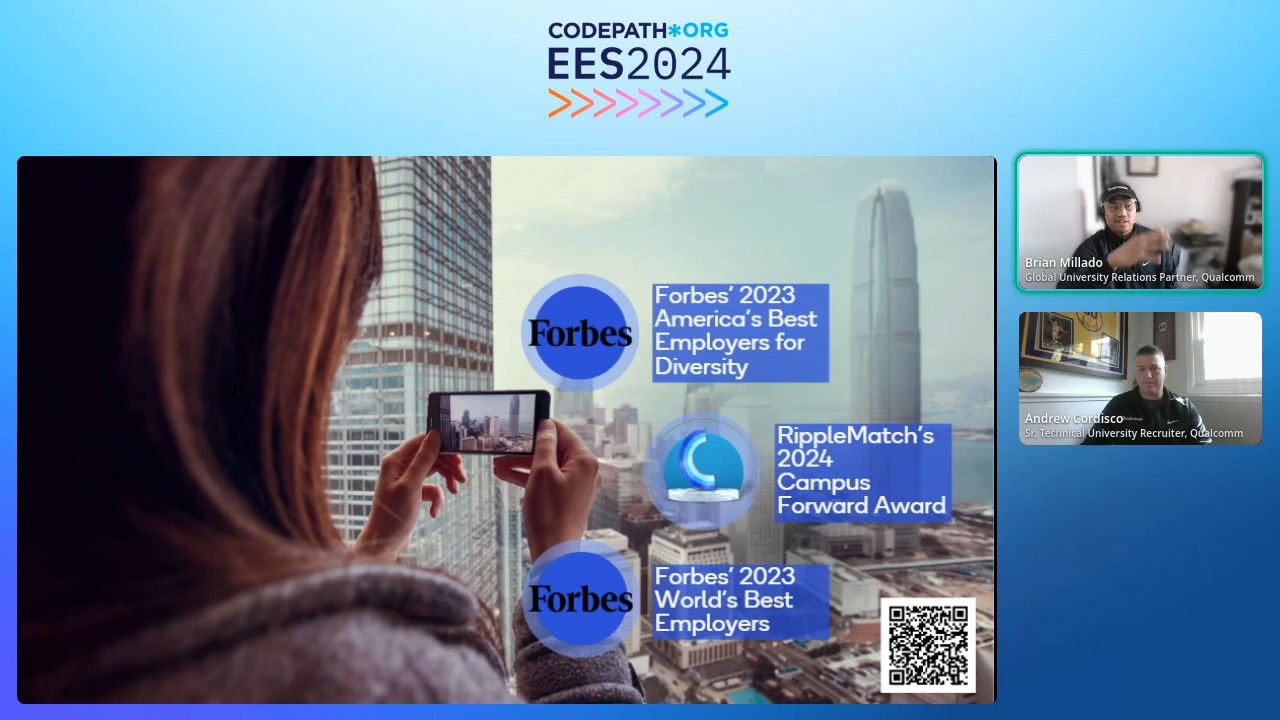 CODEPATH*ORG
EES2024
Forbes
Forbes’ 2023
America’s Best
Employers for
Diversity
RippleMatch’s
2024
Campus
Forward Award
Forbes
Forbes’ 2023
World’s Best
Employers
Brian Millado
Global University Relations Partner, Qualcomm
Andrew Cordisco
Sr. Technical University Recruiter, Qualcomm